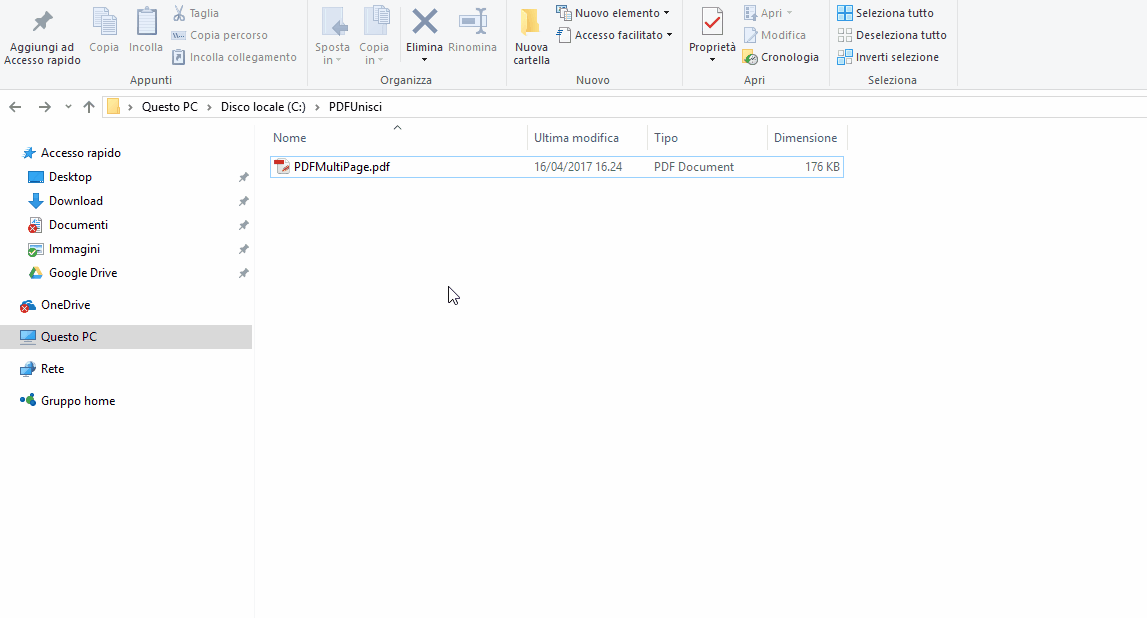 Aggiungi ad
Accesso rapido
Copia
Incolla
Taglia
Copia percorso
Incolla collegamento
Appunti
Sposta
in
Copia
in
Elimina
Rinomina
Organizza
Nuova
cartella
Nuovo elemento
Accesso facilitato
Nuovo
Proprietà
Apri
Modifica
Cronologia
Apri
Seleziona tutto
Deseleziona tutto
Inverti selezione
Seleziona
Questo PC > Disco locale (C:) > PDFUnisci
Accesso rapido
Desktop
Download
Documenti
Immagini
Google Drive
OneDrive
Questo PC
Rete
Gruppo home
Nome Ultima modifica Tipo Dimensione
PDFMultiPage.pdf 16/04/2017 16.24 PDF Document 176 KB